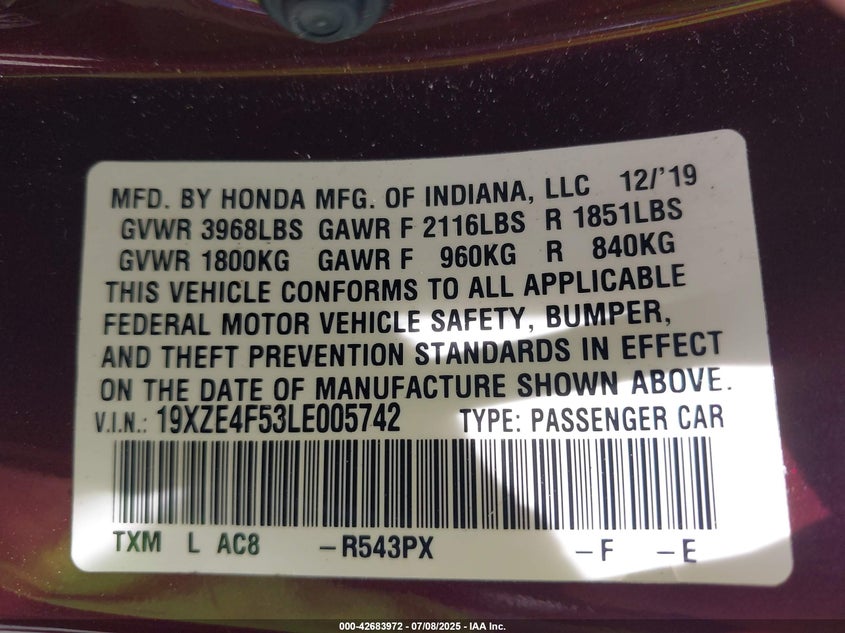 MFD. BY HONDA MFG. OF INDIANA, LLC 12/'19
GVWR 3968LBS GAWR F 2116LBS R 1851LBS
GVWR 1800KG GAWR F 960KG R 840KG
THIS VEHICLE CONFORMS TO ALL APPLICABLE
FEDERAL MOTOR VEHICLE SAFETY, BUMPER,
AND THEFT PREVENTION STANDARDS IN EFFECT
ON THE DATE OF MANUFACTURE SHOWN ABOVE.
V.I.N.: 19XZE4F53LE005742 TYPE: PASSENGER CAR
TXM L AC8 -R543PX -F -E
000-42683972 - 07/08/2025 - IAA Inc.